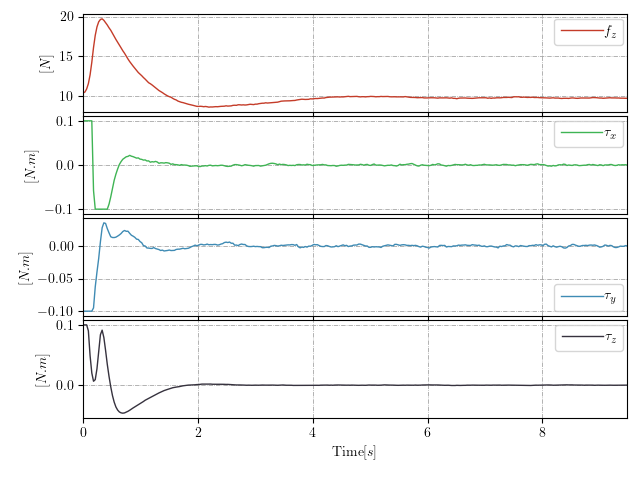 20
15
10
[N]
f_z
0.1
0.0
−0.1
[N.m]
τ_x
0.00
−0.05
−0.10
[N.m]
τ_y
0.1
0.0
[N.m]
τ_z
0 2 4 6 8
Time[s]